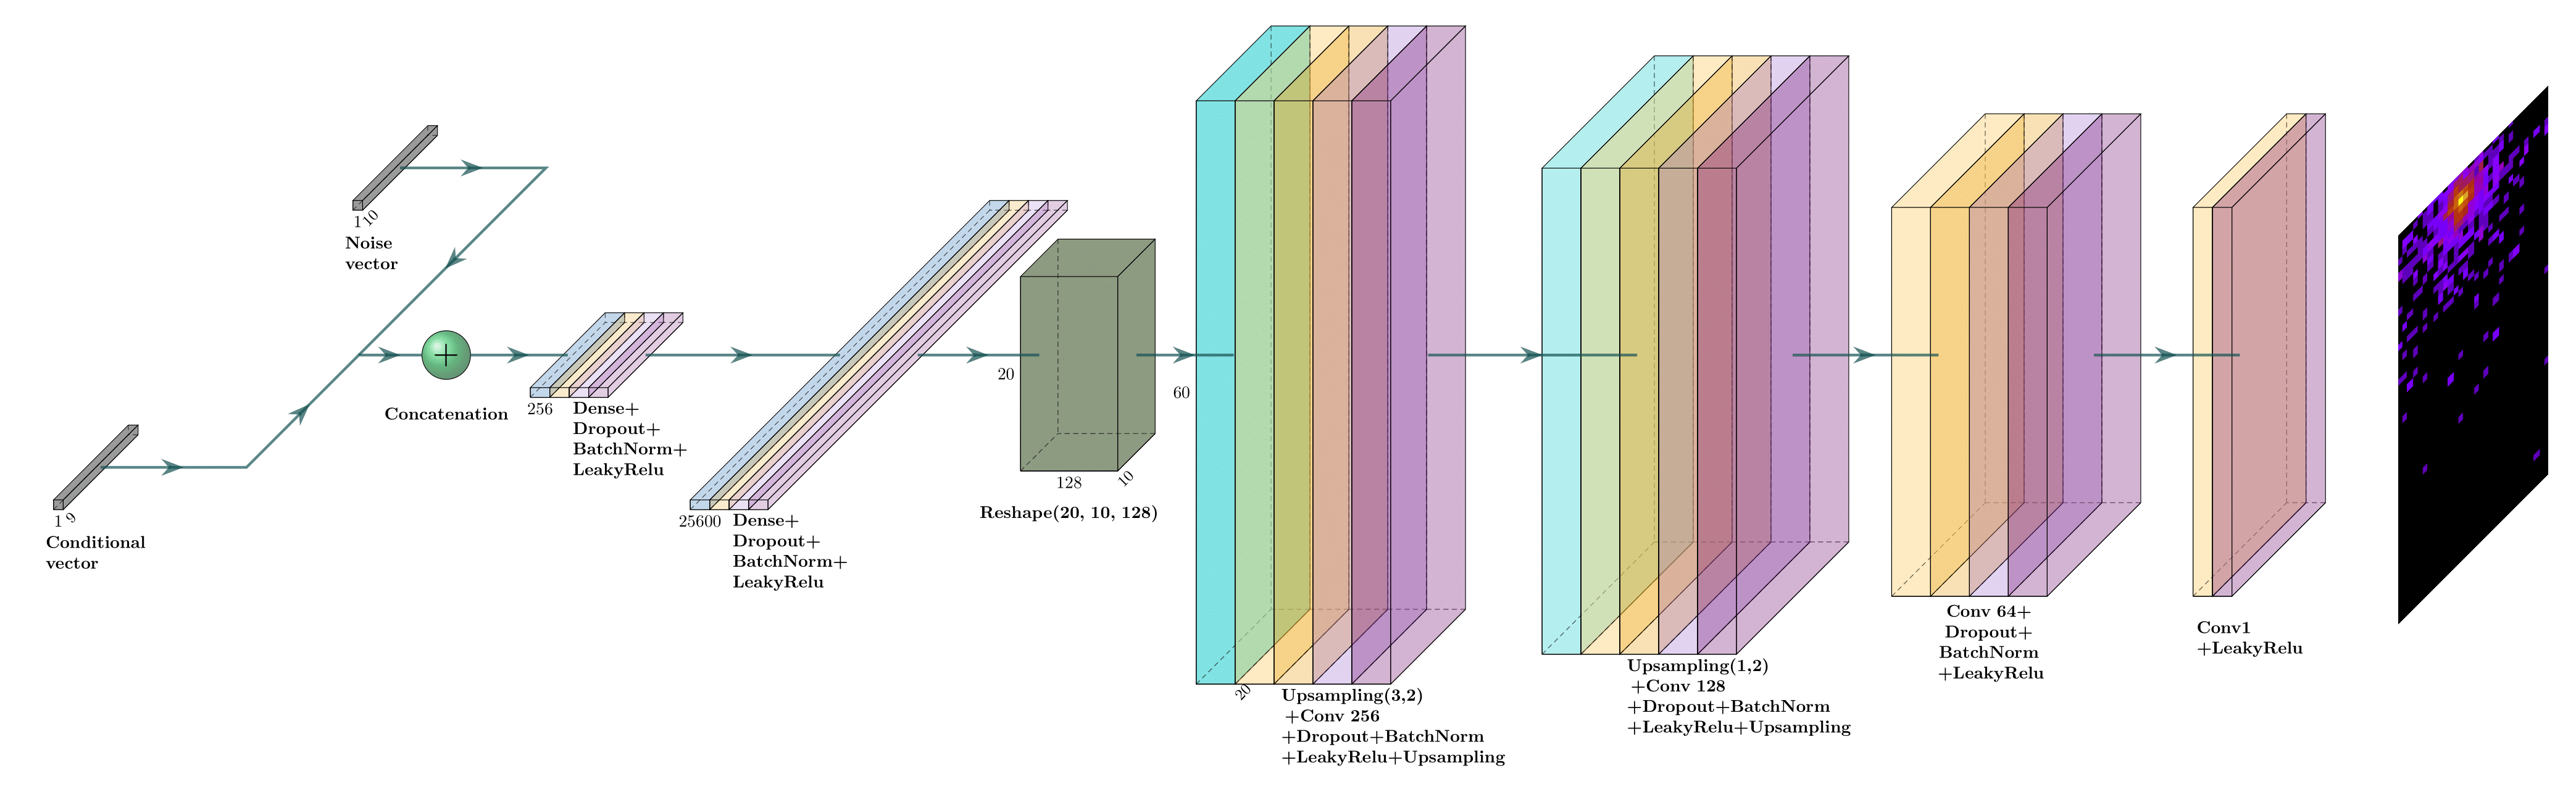 1 10
Noise
vector
1 9
Conditional
vector
Concatenation
256
Dense+
Dropout+
BatchNorm+
LeakyRelu
25600
Dense+
Dropout+
BatchNorm+
LeakyRelu
20
128
10
Reshape(20, 10, 128)
60
20
Upsampling(3,2)
+Conv 256
+Dropout+BatchNorm
+LeakyRelu+Upsampling
Upsampling(1,2)
+Conv 128
+Dropout+BatchNorm
+LeakyRelu+Upsampling
Conv 64+
Dropout+
BatchNorm
+LeakyRelu
Conv1
+LeakyRelu